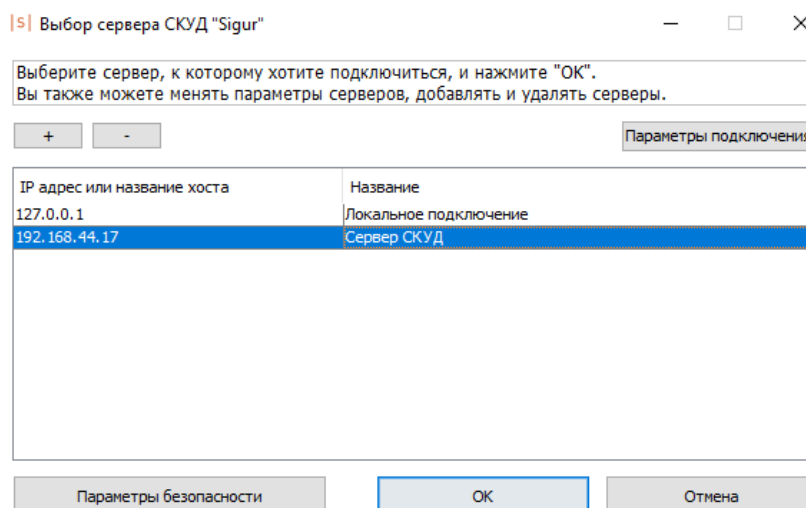 |S| Выбор сервера СКУД "Sigur"
Выберите сервер, к которому хотите подключиться, и нажмите "ОК".
Вы также можете менять параметры серверов, добавлять и удалять серверы.
+ - Параметры подключения
IP адрес или название хоста Название
127.0.0.1 Локальное подключение
192.168.44.17 Сервер СКУД
Параметры безопасности ОК Отмена